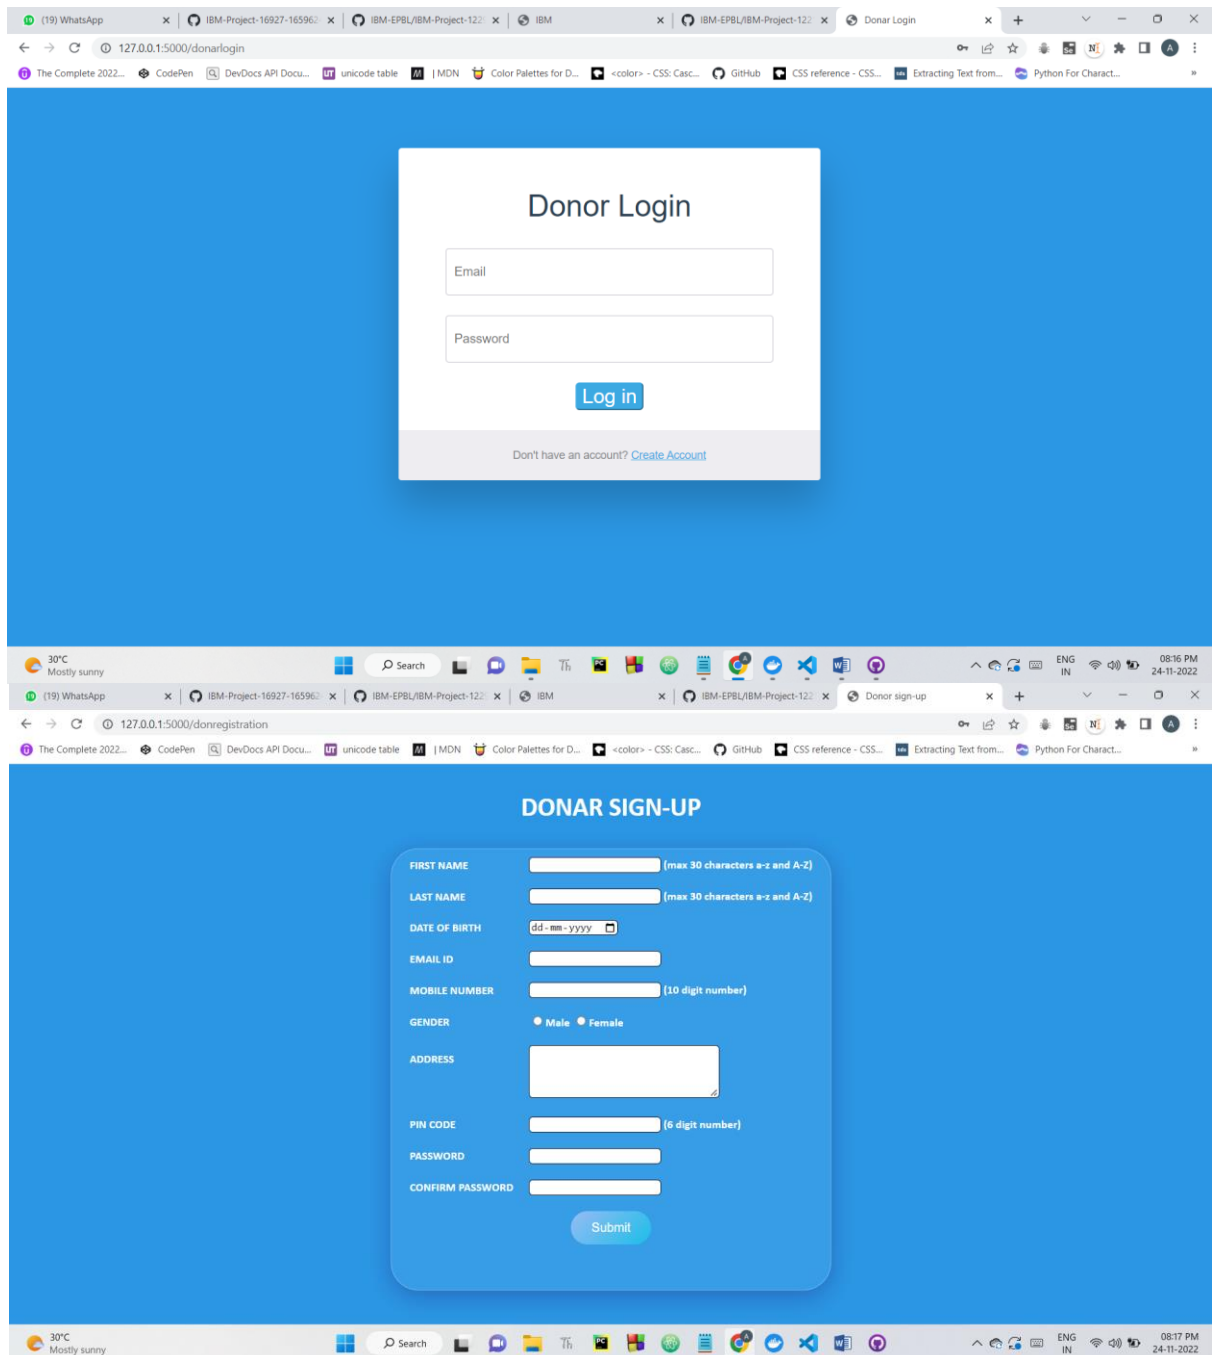 (19) WhatsApp IBM-Project-16927-16596 IBM-EPBL/IBM-Project-122 IBM IBM-EPBL/IBM-Project-122 Donar Login
127.0.0.1:5000/donarlogin
The Complete 2022... CodePen DevDocs API Docu... UT unicode table M | MDN Color Palettes for D... <color> - CSS: Casc... GitHub CSS reference - CSS... Extracting Text from... Python For Charact... »
Donor Login
Email
Password
Log in
Don't have an account? Create Account
30°C
Mostly sunny
Search
ENG
IN
08:16 PM
24-11-2022
(19) WhatsApp IBM-Project-16927-16596 IBM-EPBL/IBM-Project-122 IBM IBM-EPBL/IBM-Project-122 Donor sign-up
127.0.0.1:5000/donregistration
The Complete 2022... CodePen DevDocs API Docu... UT unicode table M | MDN Color Palettes for D... <color> - CSS: Casc... GitHub CSS reference - CSS... Extracting Text from... Python For Charact... »
DONAR SIGN-UP
FIRST NAME (max 30 characters a-z and A-Z)
LAST NAME (max 30 characters a-z and A-Z)
DATE OF BIRTH dd-mm-yyyy
EMAIL ID
MOBILE NUMBER (10 digit number)
GENDER Male Female
ADDRESS
PIN CODE (6 digit number)
PASSWORD
CONFIRM PASSWORD
Submit
30°C
Mostly sunny
Search
ENG
IN
08:17 PM
24-11-2022